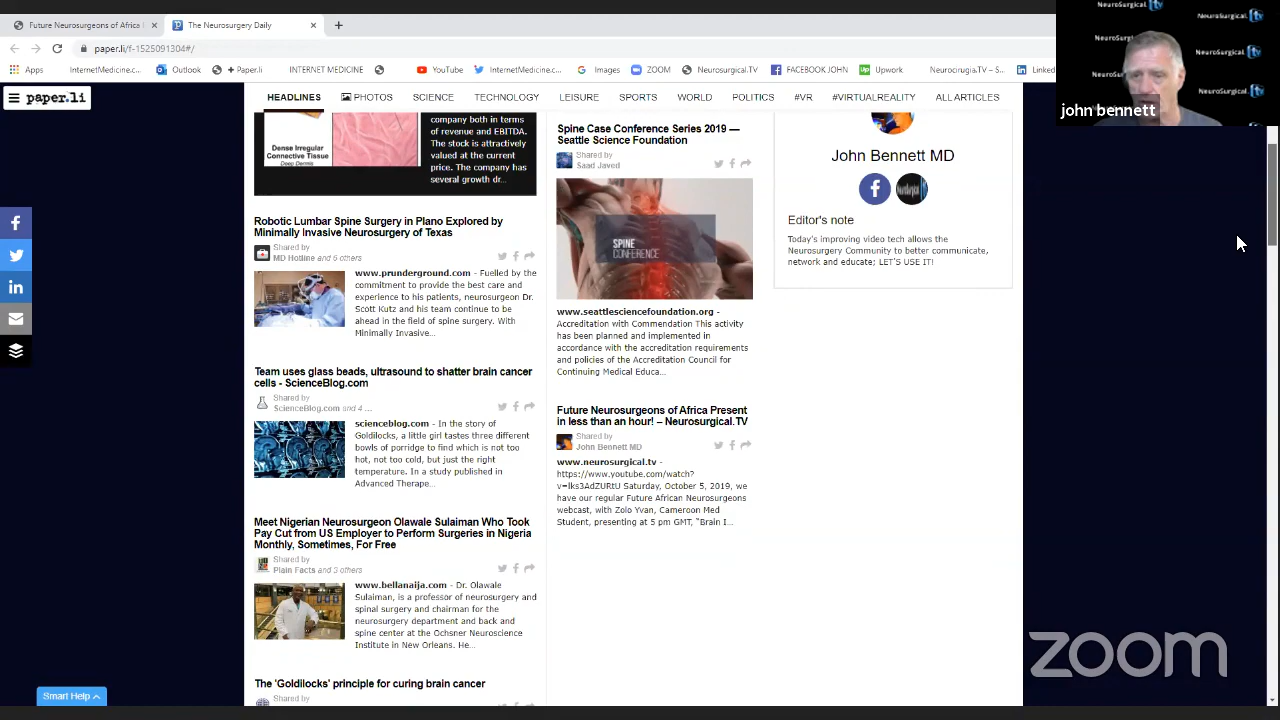 Future Neurosurgeons of Africa
The Neurosurgery Daily
paper.li/f-1525091304#/
Apps
InternetMedicine.c...
Outlook
+ Paper.li
INTERNET MEDICINE
YouTube
InternetMedicine.c...
Images
ZOOM
Neurosurgical.TV
FACEBOOK JOHN
Upwork
Neurocirugia.TV – S...
Linked
NeuroSurgical tv
NeuroSurgical tv
NeuroSurgical tv
NeuroSurgical tv
john bennett
paper.li
HEADLINES
PHOTOS
SCIENCE
TECHNOLOGY
LEISURE
SPORTS
WORLD
POLITICS
#VR
#VIRTUALREALITY
ALL ARTICLES
Dense Irregular
Connective Tissue
Deep Dermis
company both in terms
of revenue and EBITDA.
The stock is attractively
valued at the current
price. The company has
several growth dr...
Robotic Lumbar Spine Surgery in Plano Explored by
Minimally Invasive Neurosurgery of Texas
Shared by
MD Hotline and 6 others
www.prunderground.com - Fuelled by the
commitment to provide the best care and
experience to his patients, neurosurgeon Dr.
Scott Kutz and his team continue to be
ahead in the field of spine surgery. With
Minimally Invasive...
Team uses glass beads, ultrasound to shatter brain cancer
cells - ScienceBlog.com
Shared by
ScienceBlog.com and 4 ...
scienceblog.com - In the story of
Goldilocks, a little girl tastes three different
bowls of porridge to find which is not too
hot, not too cold, but just the right
temperature. In a study published in
Advanced Therape...
Meet Nigerian Neurosurgeon Olawale Sulaiman Who Took
Pay Cut from US Employer to Perform Surgeries in Nigeria
Monthly, Sometimes, For Free
Shared by
Plain Facts and 3 others
www.bellanaija.com - Dr. Olawale
Sulaiman, is a professor of neurosurgery and
spinal surgery and chairman for the
neurosurgery department and back and
spine center at the Ochsner Neuroscience
Institute in New Orleans. He...
The 'Goldilocks' principle for curing brain cancer
Shared by
Spine Case Conference Series 2019 —
Seattle Science Foundation
Shared by
Saad Javed
SPINE
CONFERENCE
www.seattlesciencefoundation.org -
Accreditation with Commendation This activity
has been planned and implemented in
accordance with the accreditation requirements
and policies of the Accreditation Council for
Continuing Medical Educa...
Future Neurosurgeons of Africa Present
in less than an hour! – Neurosurgical.TV
Shared by
John Bennett MD
www.neurosurgical.tv -
https://www.youtube.com/watch?
v=lks3AdZURtU Saturday, October 5, 2019, we
have our regular Future African Neurosurgeons
webcast, with Zolo Yvan, Cameroon Med
Student, presenting at 5 pm GMT, "Brain I...
John Bennett MD
Editor's note
Today's improving video tech allows the
Neurosurgery Community to better communicate,
network and educate; LET'S USE IT!
Smart Help
zoom